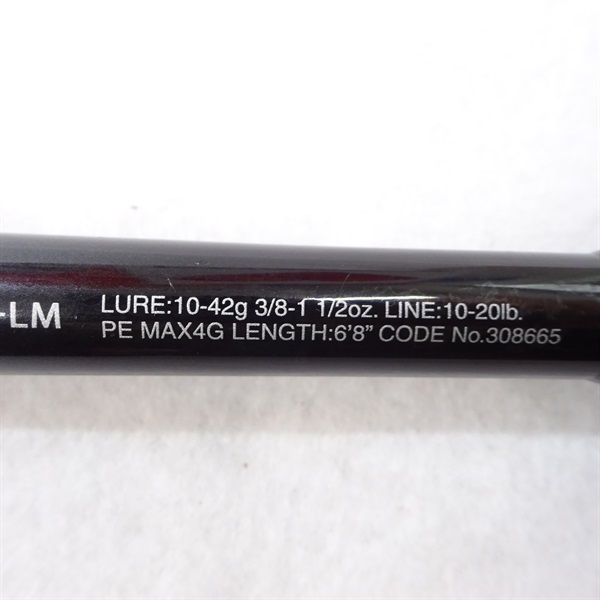 -LM
LURE:10-42g 3/8-1 1/2oz. LINE:10-20lb.
PE MAX4G LENGTH:6’8” CODE No.308665